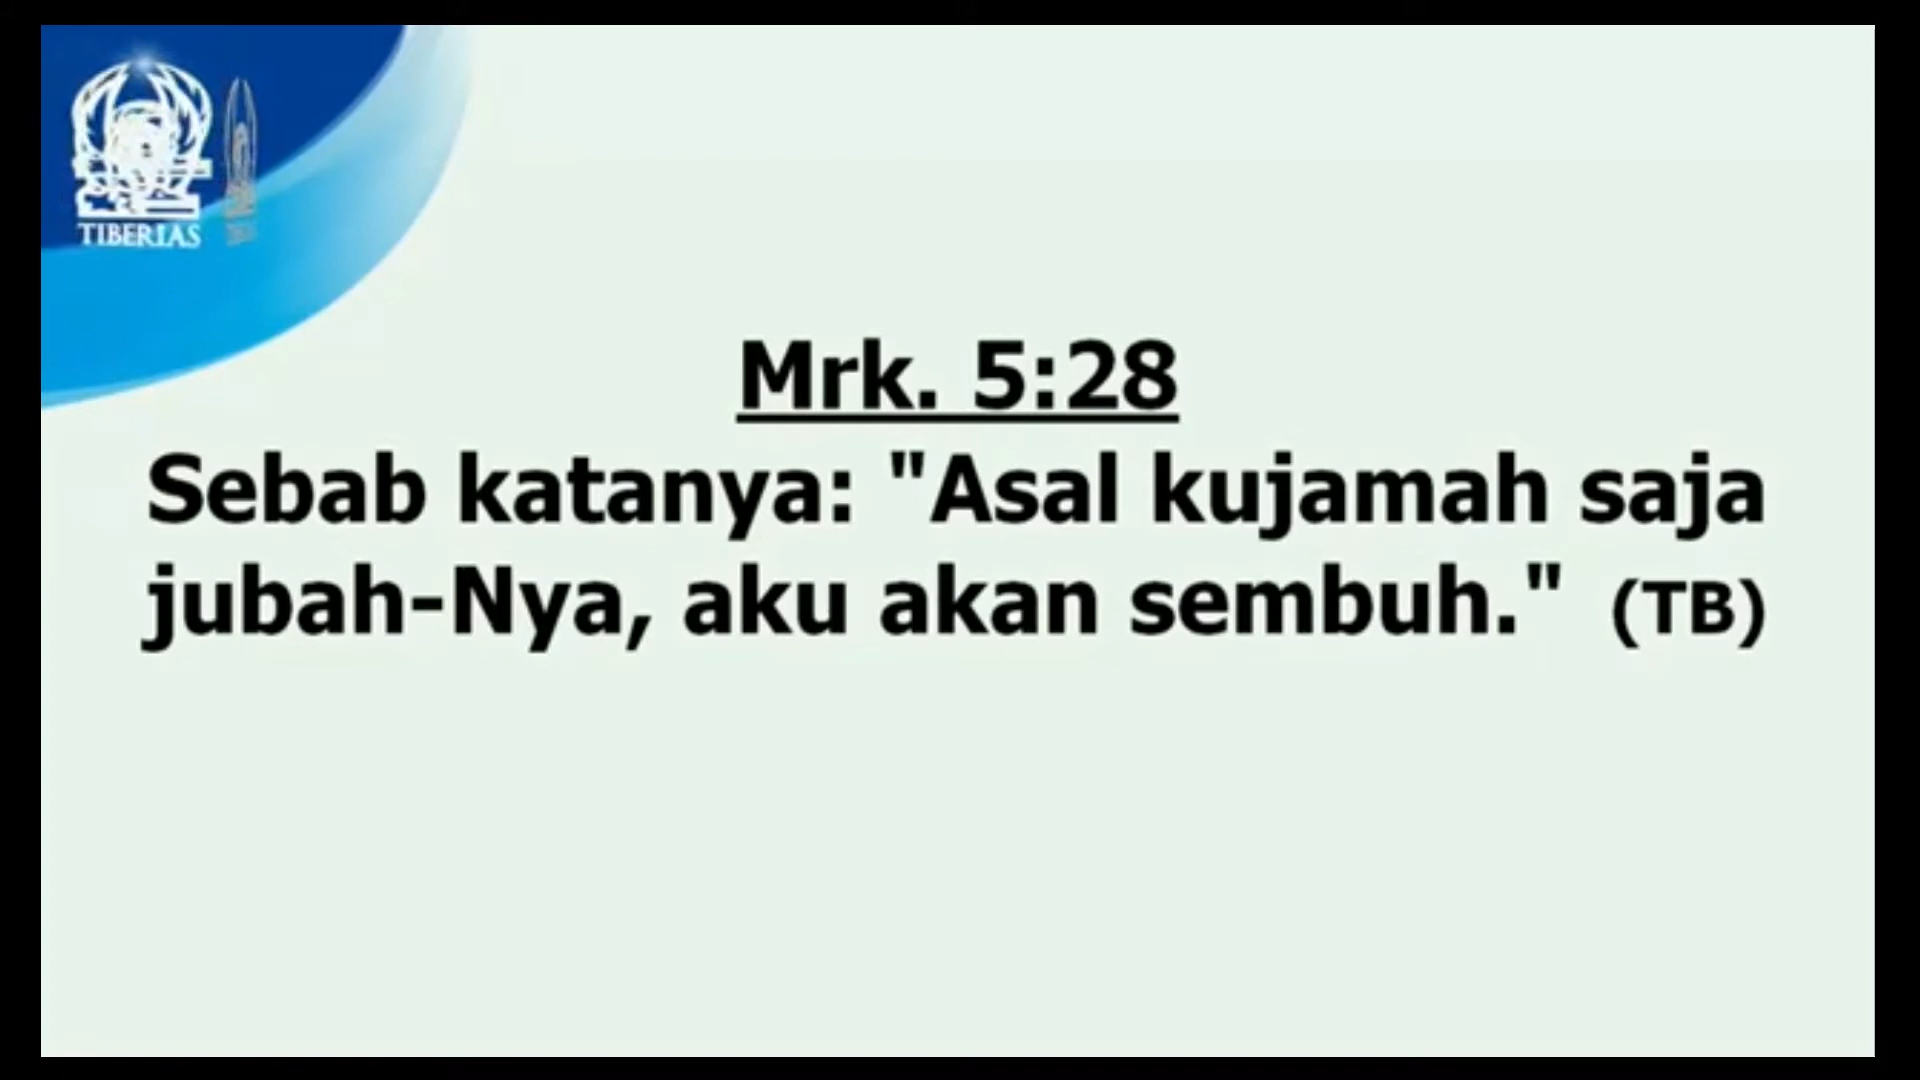 TIBERIAS
Mrk. 5:28
Sebab katanya: "Asal kujamah saja
jubah-Nya, aku akan sembuh." (TB)